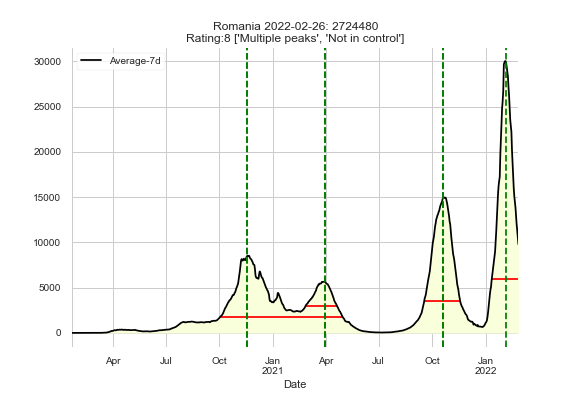 Romania 2022-02-26: 2724480
Rating:8 ['Multiple peaks', 'Not in control']
Average-7d
30000
25000
20000
15000
10000
5000
0
Apr Jul Oct Jan Apr Jul Oct Jan
2021 2022
Date